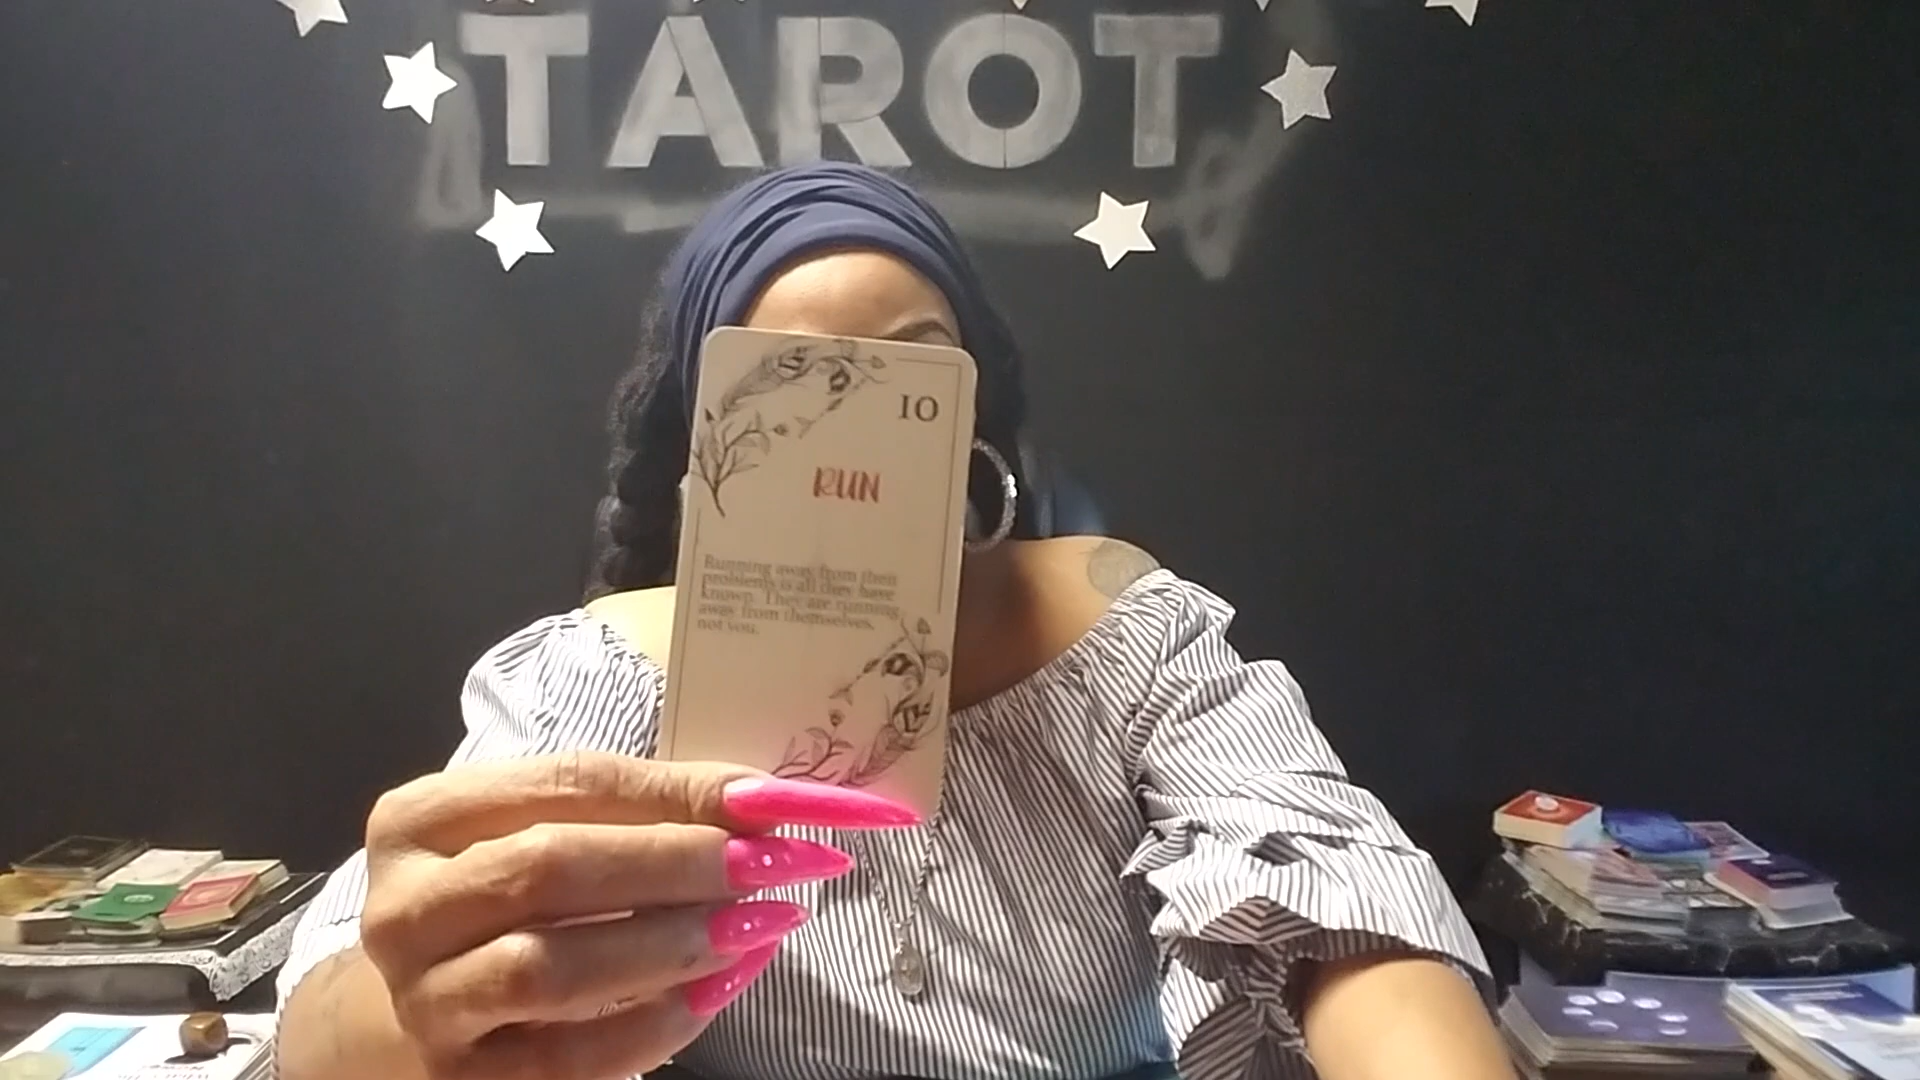 TAROT
10
RUN
Running away from their
problems is all they have
known. They are running
away from themselves,
not you.